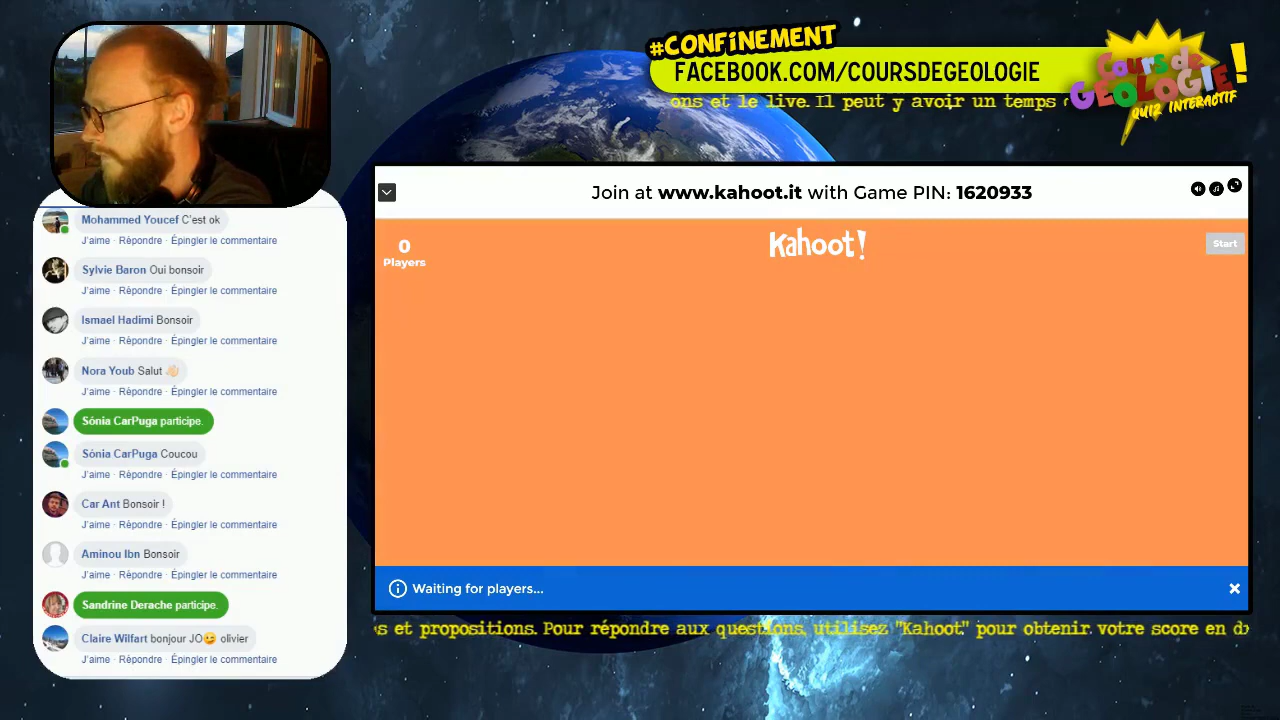 #CONFiNEMENT
FACEBOOK.COM/COURSDEGEOLOGIE
Cours de
GEOLOGIE!
QUIZ INTERACTIF
ons et le live. Il peut y avoir un temps
Join at www.kahoot.it with Game PIN: 1620933
0
Players
Kahoot!
Start
Waiting for players...
s et propositions. Pour répondre aux questions, utilisez "Kahoot" pour obtenir votre score en
Mohammed Youcef C'est ok
J'aime · Répondre · Épingler le commentaire
Sylvie Baron Oui bonsoir
J'aime · Répondre · Épingler le commentaire
Ismael Hadimi Bonsoir
J'aime · Répondre · Épingler le commentaire
Nora Youb Salut 👋🏻
J'aime · Répondre · Épingler le commentaire
Sónia CarPuga participe.
Sónia CarPuga Coucou
J'aime · Répondre · Épingler le commentaire
Car Ant Bonsoir !
J'aime · Répondre · Épingler le commentaire
Aminou Ibn Bonsoir
J'aime · Répondre · Épingler le commentaire
Sandrine Derache participe.
Claire Wilfart bonjour JO😜 olivier
J'aime · Répondre · Épingler le commentaire